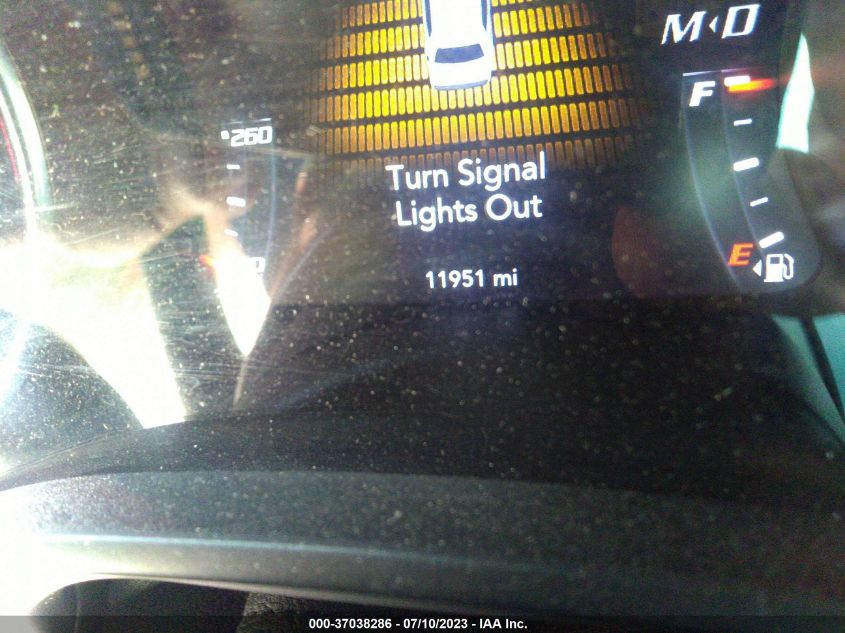 M◂D
°260
F
Turn Signal
Lights Out
E
11951 mi
000-37038286 - 07/10/2023 - IAA Inc.